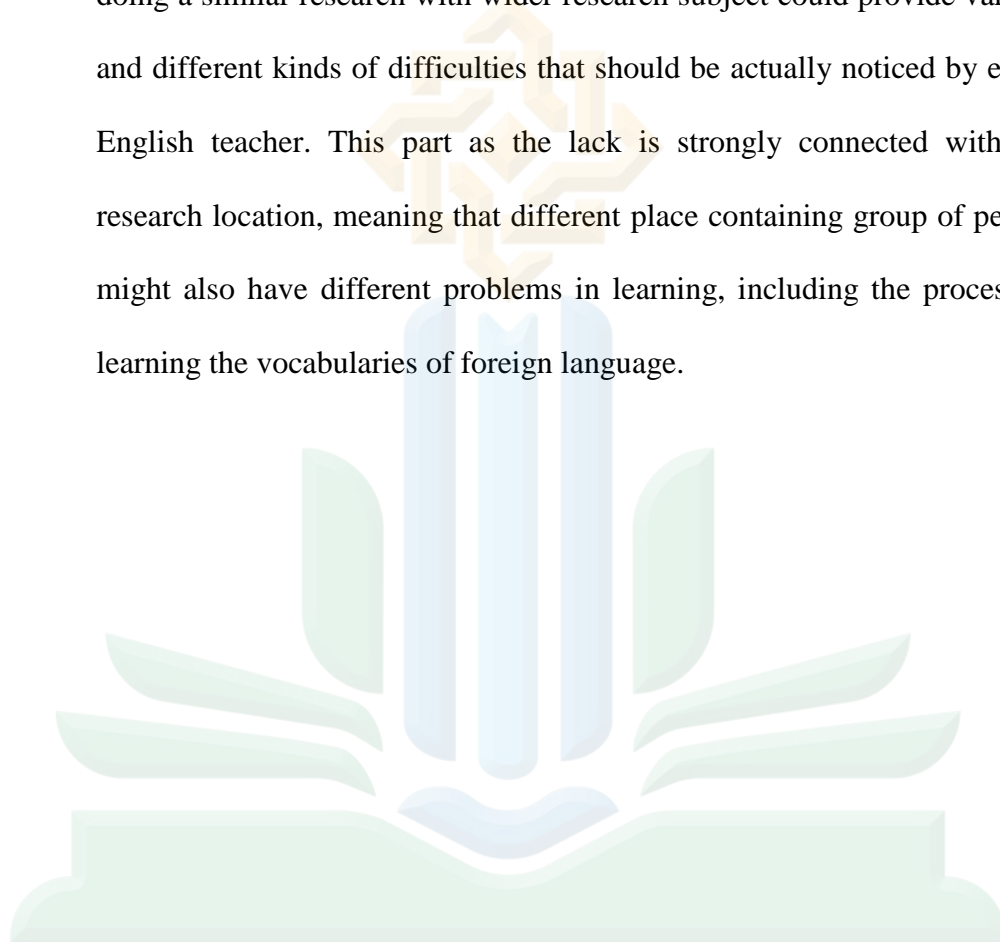 doing a similar research with wider research subject could provide
and different kinds of difficulties that should be actually noticed by
English teacher. This part as the lack is strongly connected with
research location, meaning that different place containing group of
might also have different problems in learning, including the
learning the vocabularies of foreign language.